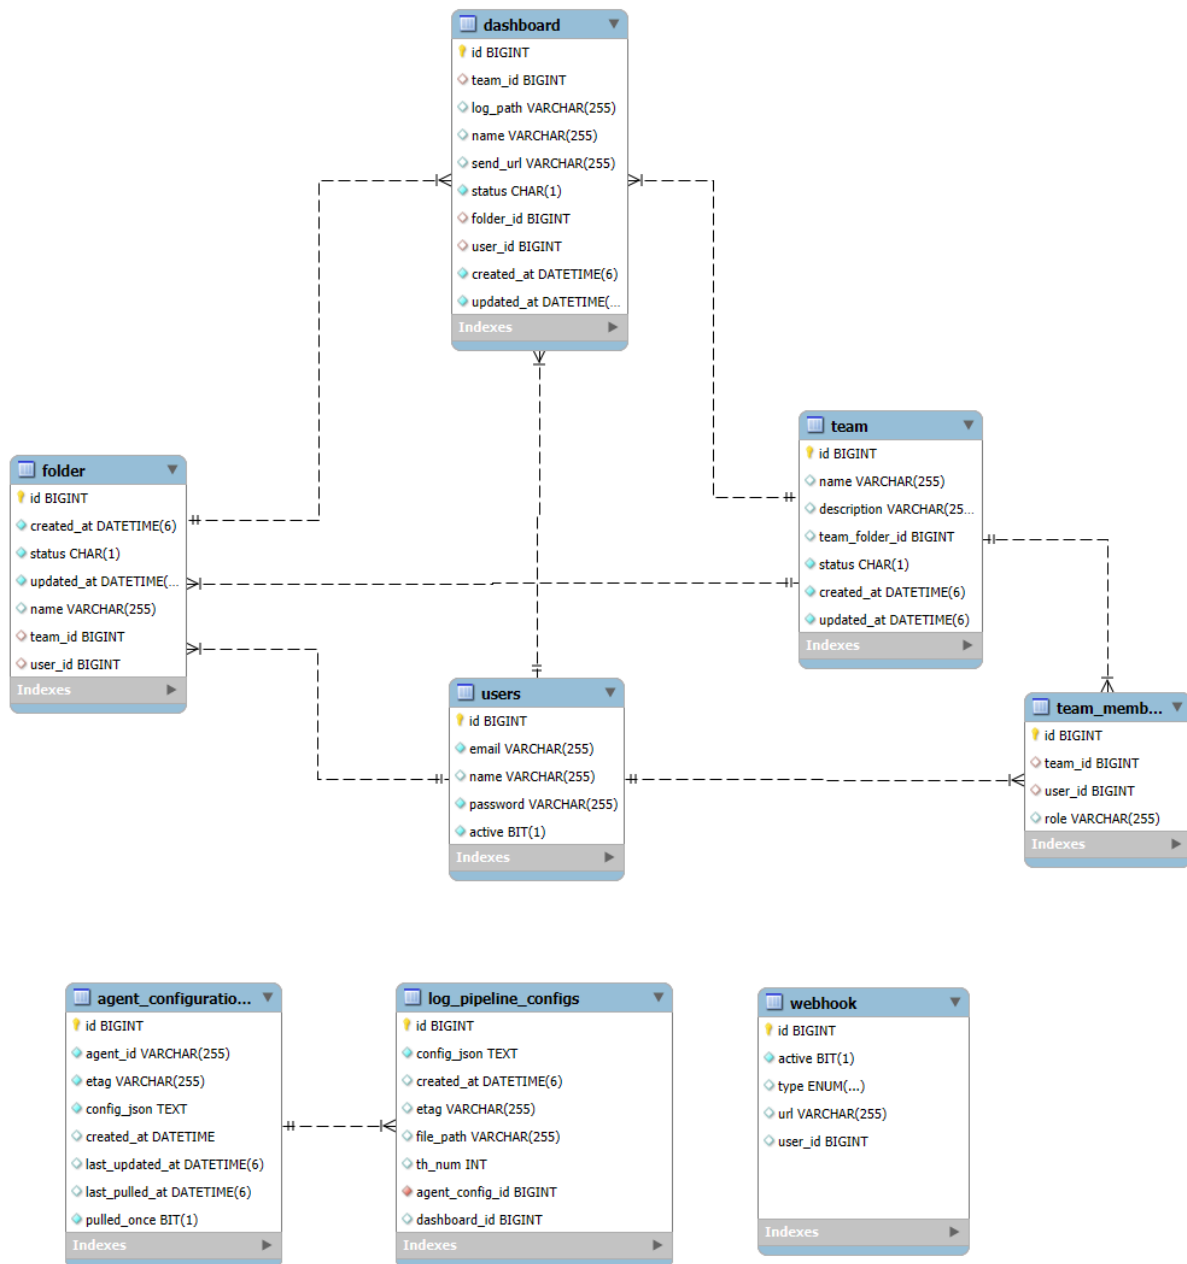 dashboard
id BIGINT
team_id BIGINT
log_path VARCHAR(255)
name VARCHAR(255)
send_url VARCHAR(255)
status CHAR(1)
folder_id BIGINT
user_id BIGINT
created_at DATETIME(6)
updated_at DATETIME(...
Indexes
team
id BIGINT
name VARCHAR(255)
description VARCHAR(25...
team_folder_id BIGINT
status CHAR(1)
created_at DATETIME(6)
updated_at DATETIME(6)
Indexes
folder
id BIGINT
created_at DATETIME(6)
status CHAR(1)
updated_at DATETIME(...
name VARCHAR(255)
team_id BIGINT
user_id BIGINT
Indexes
users
id BIGINT
email VARCHAR(255)
name VARCHAR(255)
password VARCHAR(255)
active BIT(1)
Indexes
team_memb...
id BIGINT
team_id BIGINT
user_id BIGINT
role VARCHAR(255)
Indexes
agent_configuratio...
id BIGINT
agent_id VARCHAR(255)
etag VARCHAR(255)
config_json TEXT
created_at DATETIME
last_updated_at DATETIME(6)
last_pulled_at DATETIME(6)
pulled_once BIT(1)
Indexes
log_pipeline_configs
id BIGINT
config_json TEXT
created_at DATETIME(6)
etag VARCHAR(255)
file_path VARCHAR(255)
th_num INT
agent_config_id BIGINT
dashboard_id BIGINT
Indexes
webhook
id BIGINT
active BIT(1)
type ENUM(...)
url VARCHAR(255)
user_id BIGINT
Indexes